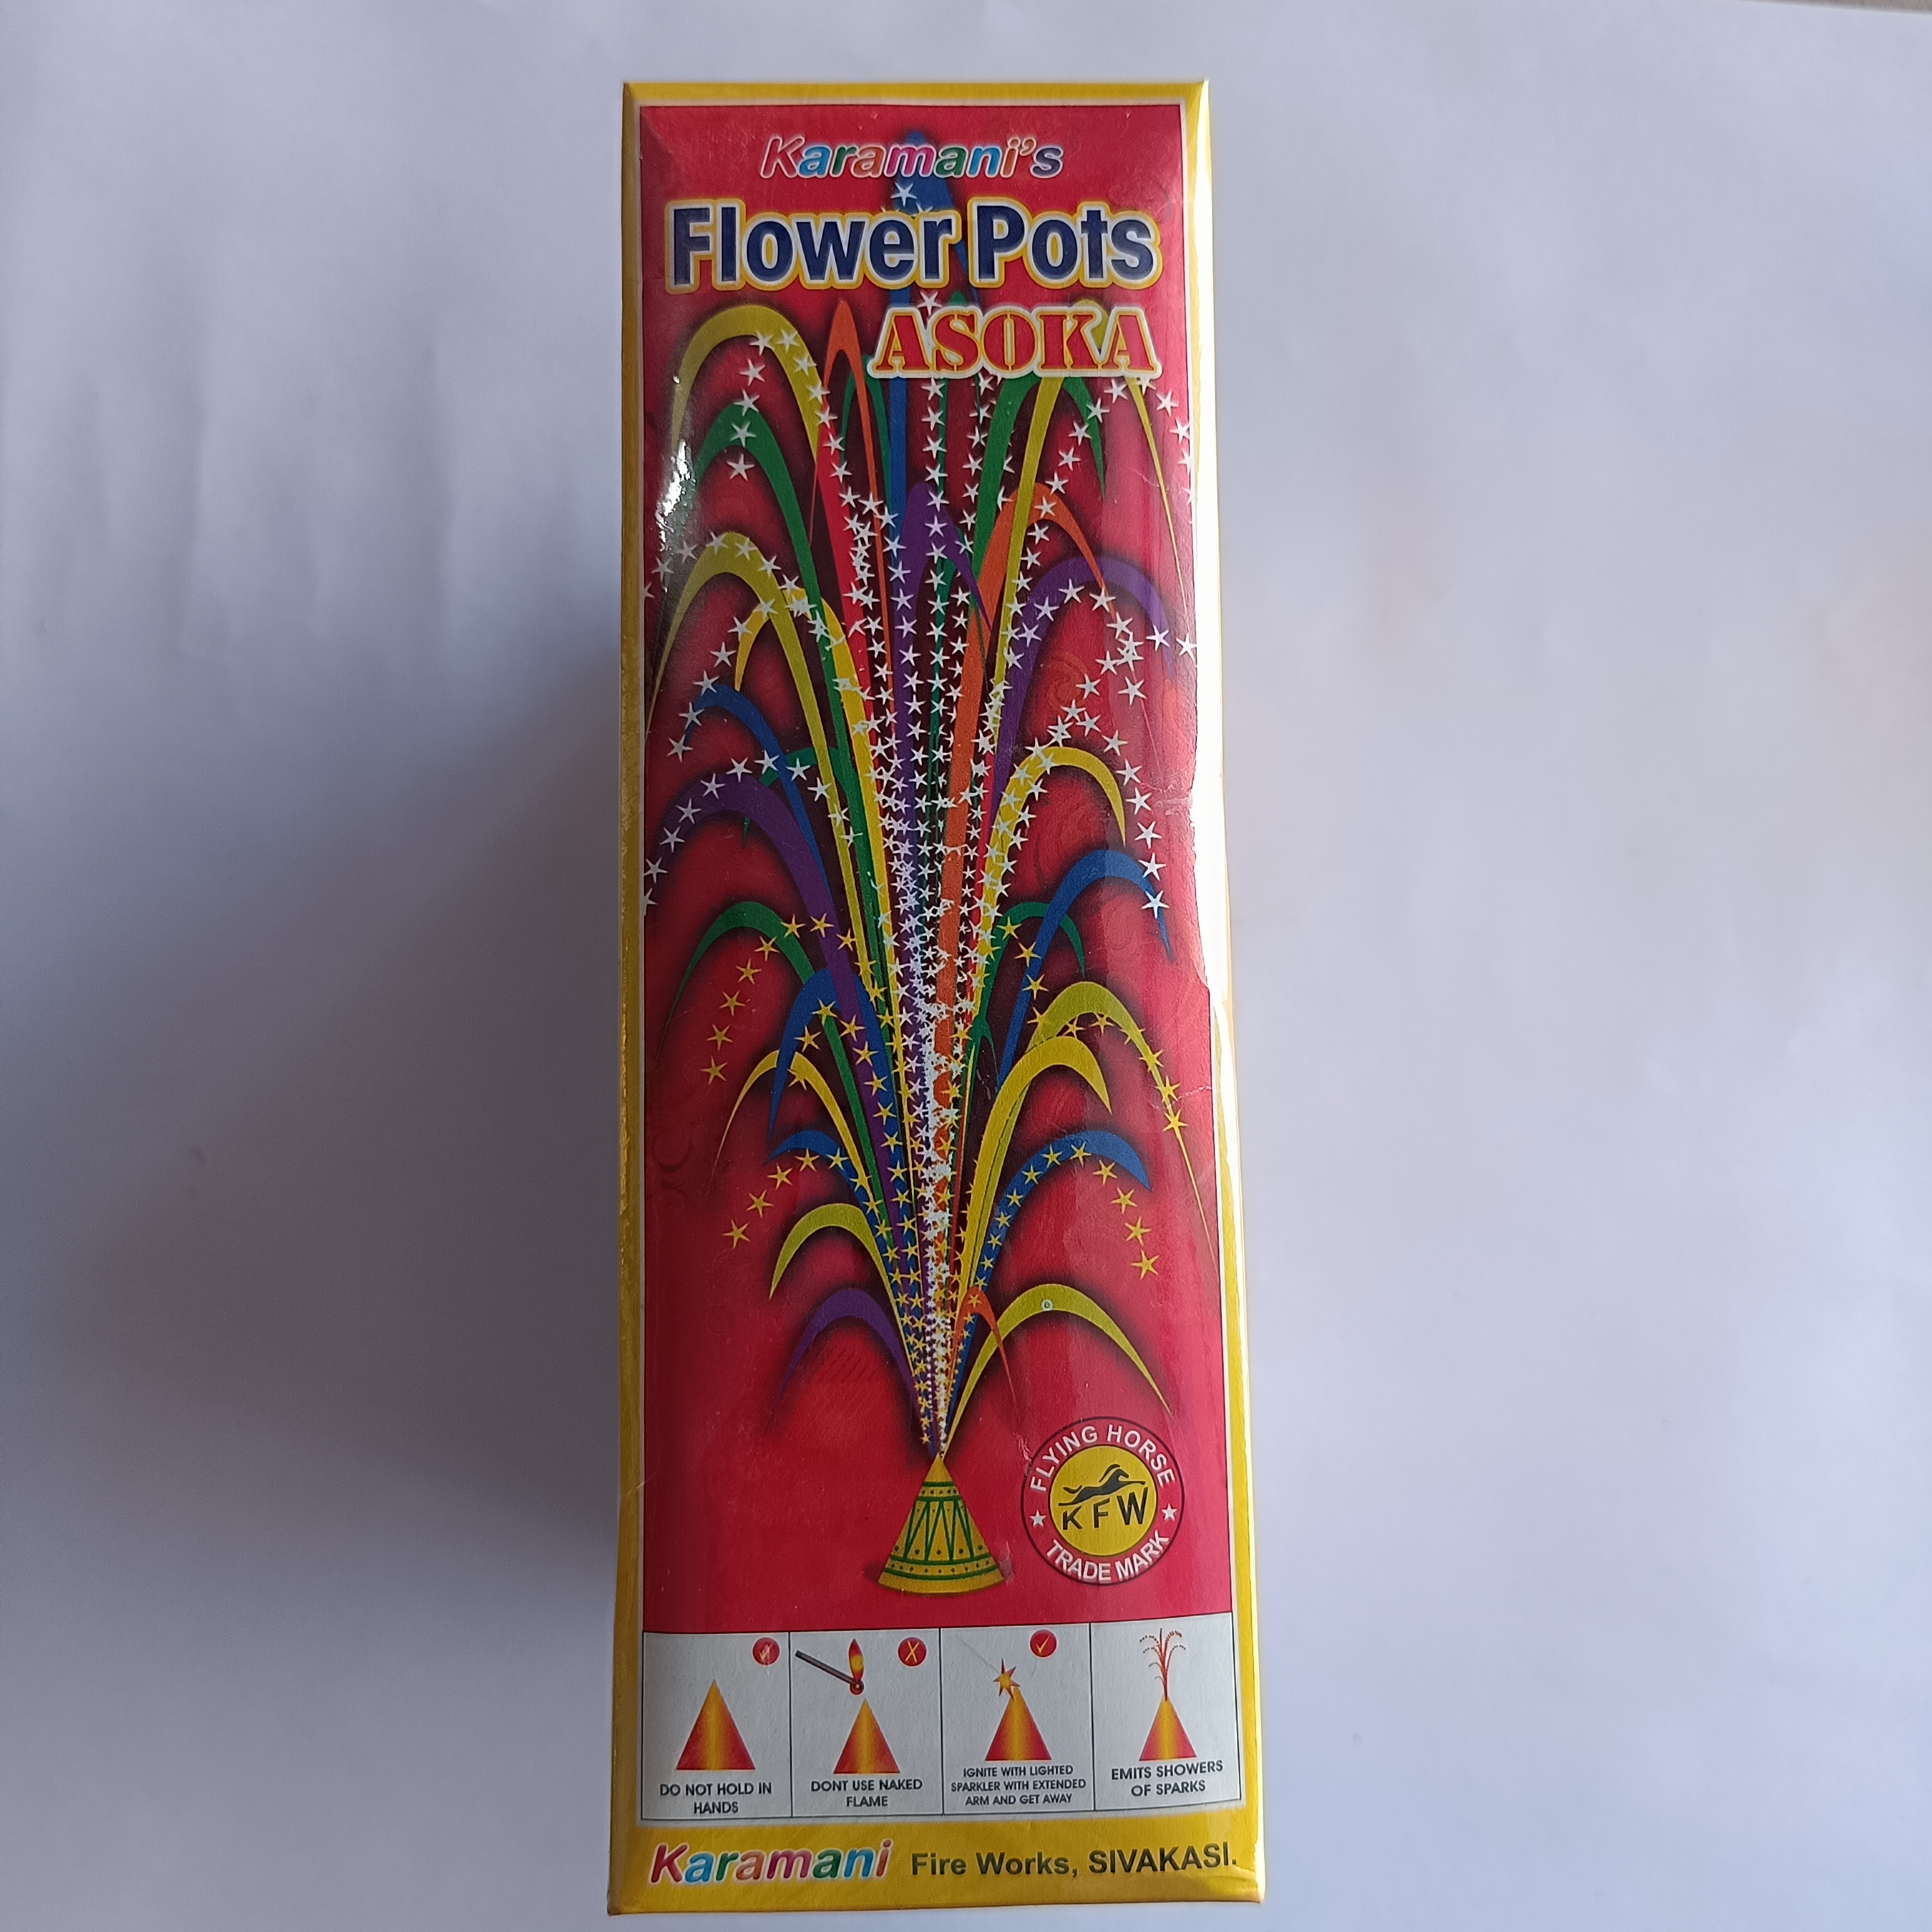 Karamani's
Flower Pots
ASOKA
FLYING HORSE
KFW
TRADE MARK
DO NOT HOLD IN
HANDS
DONT USE NAKED
FLAME
IGNITE WITH LIGHTED
SPARKLER WITH EXTENDED
ARM AND GET AWAY
EMITS SHOWERS
OF SPARKS
Karamani Fire Works, SIVAKASI.